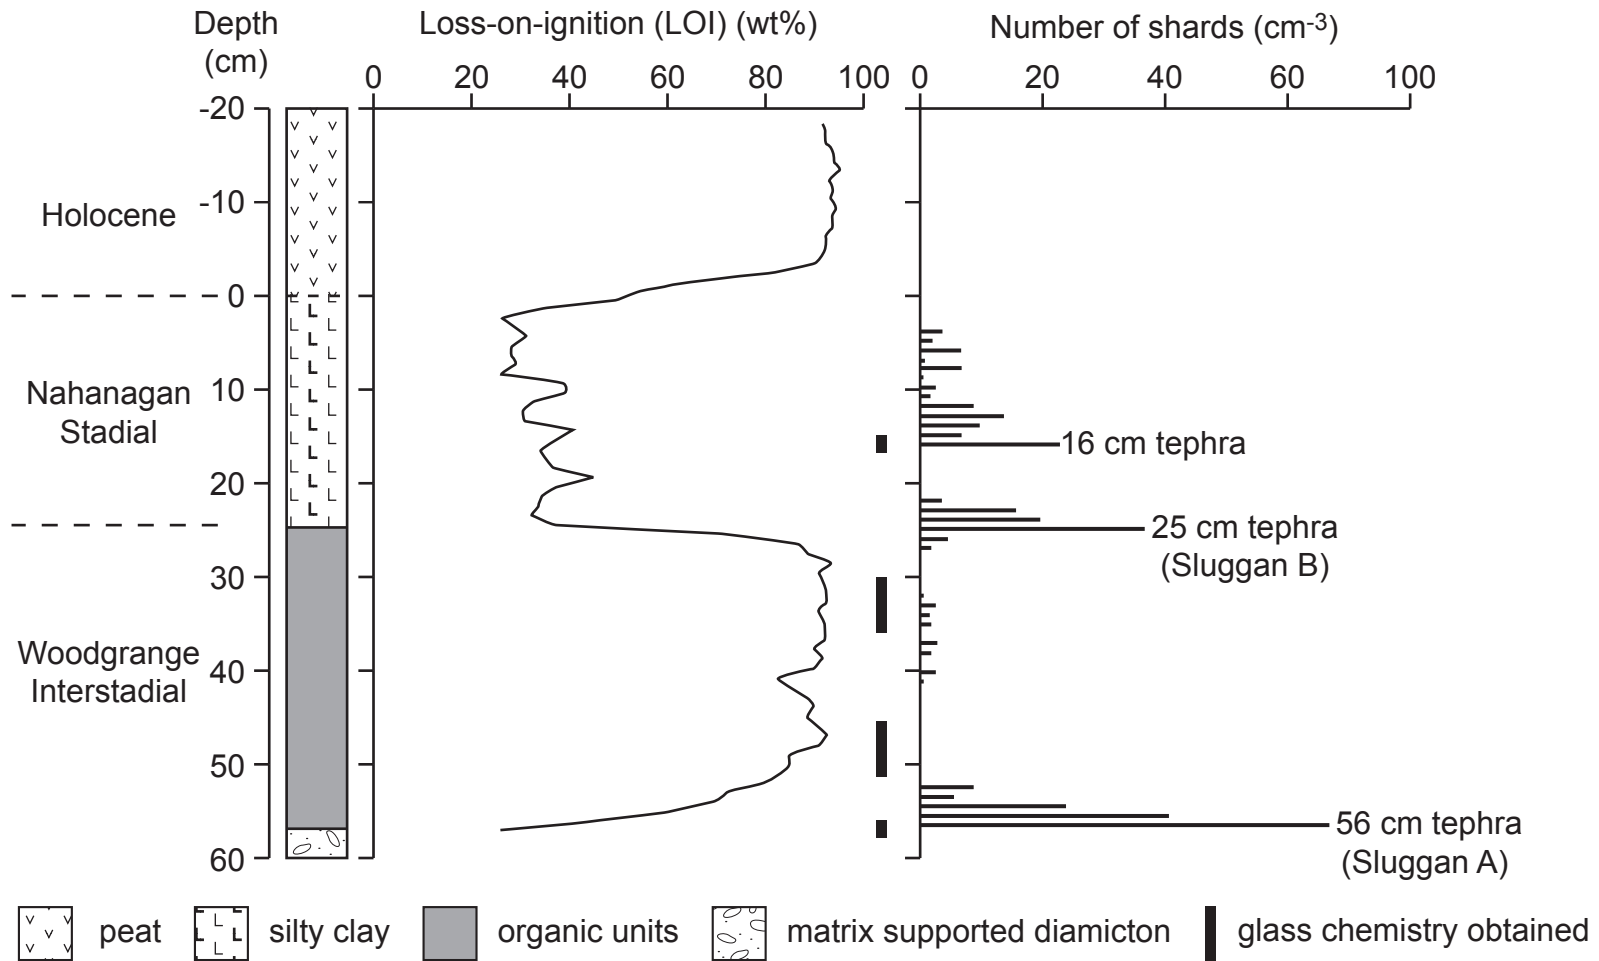 Depth
(cm)
Loss-on-ignition (LOI) (wt%)
Number of shards (cm-3)
0 20 40 60 80 100
0 20 40 60 80 100
-20
-10
0
10
20
30
40
50
60
Holocene
Nahanagan
Stadial
Woodgrange
Interstadial
16 cm tephra
25 cm tephra
(Sluggan B)
56 cm tephra
(Sluggan A)
peat
silty clay
organic units
matrix supported diamicton
glass chemistry obtained